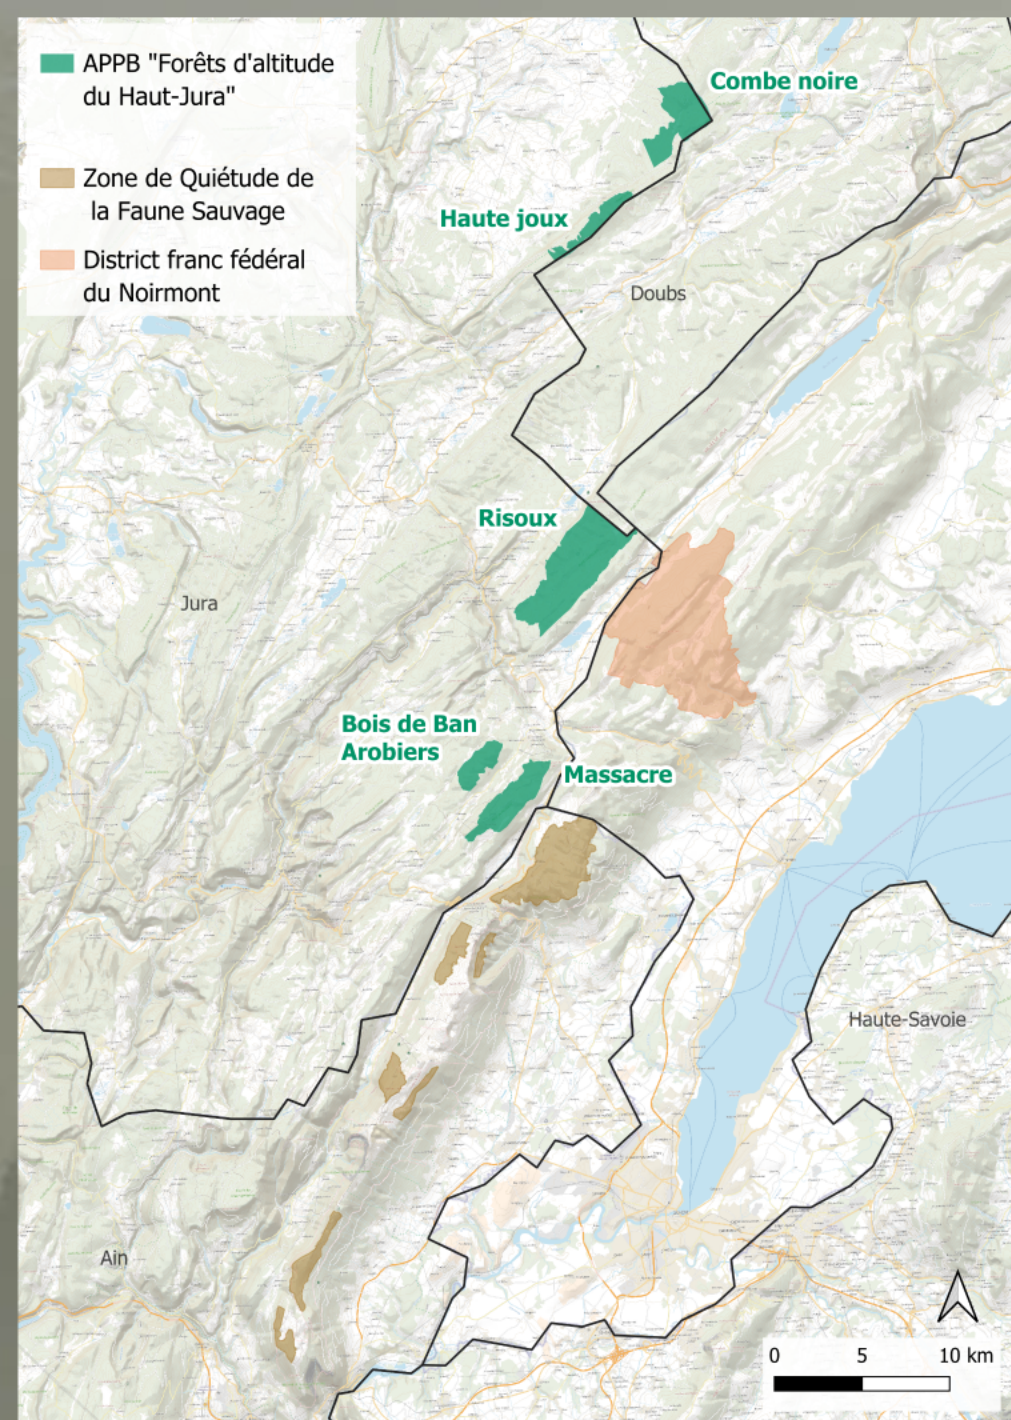 APPB "Forêts d'altitude
du Haut-Jura"
Zone de Quiétude de
la Faune Sauvage
District franc fédéral
du Noirmont
Combe noire
Haute joux
Doubs
Risoux
Jura
Bois de Ban
Arobiers
Massacre
Haute-Savoie
Ain
0 5 10 km